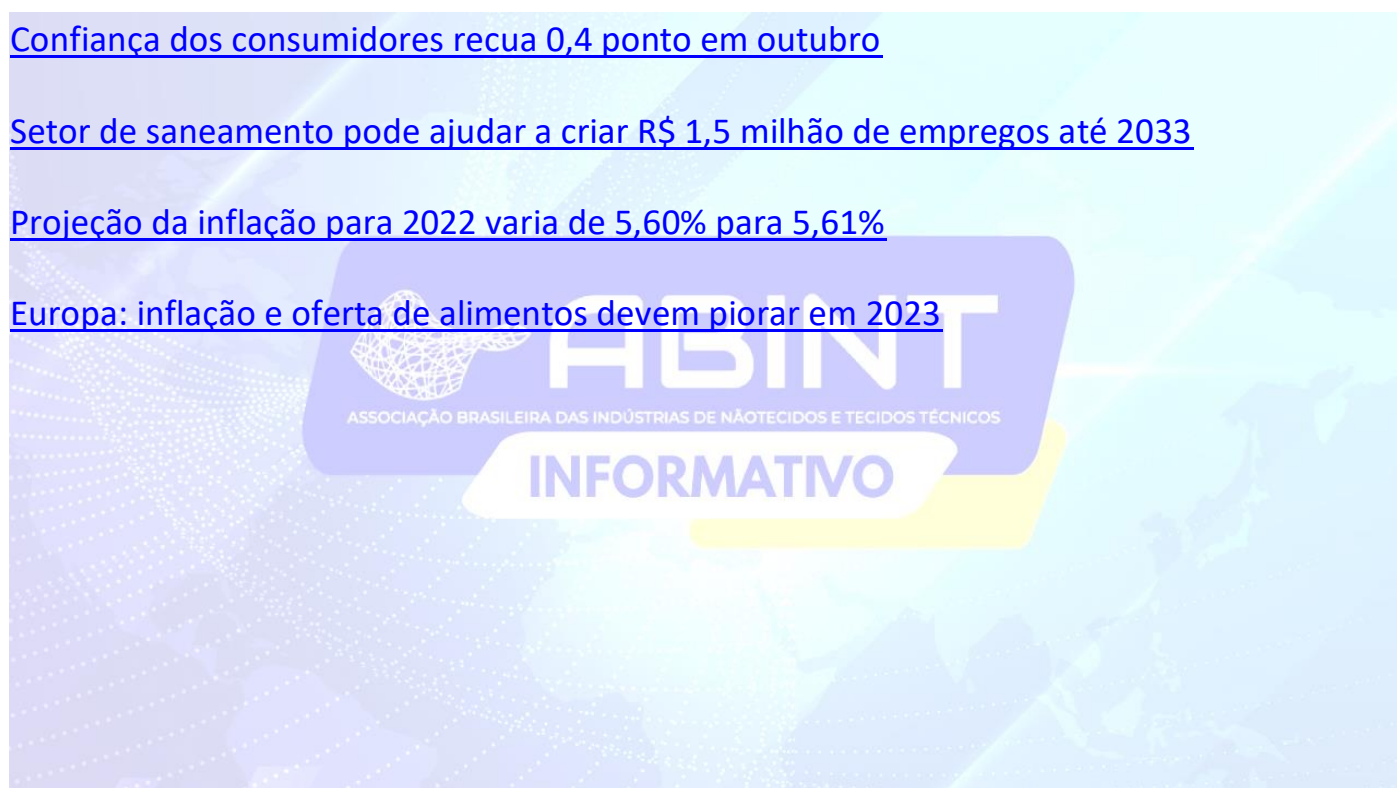 Confiança dos consumidores recua 0,4 ponto em outubro
Setor de saneamento pode ajudar a criar R$ 1,5 milhão de empregos até 2033
Projeção da inflação para 2022 varia de 5,60% para 5,61%
Europa: inflação e oferta de alimentos devem piorar em 2023
ABINT
ASSOCIAÇÃO BRASILEIRA DAS INDÚSTRIAS DE NÃOTECIDOS E TECIDOS TÉCNICOS
INFORMATIVO